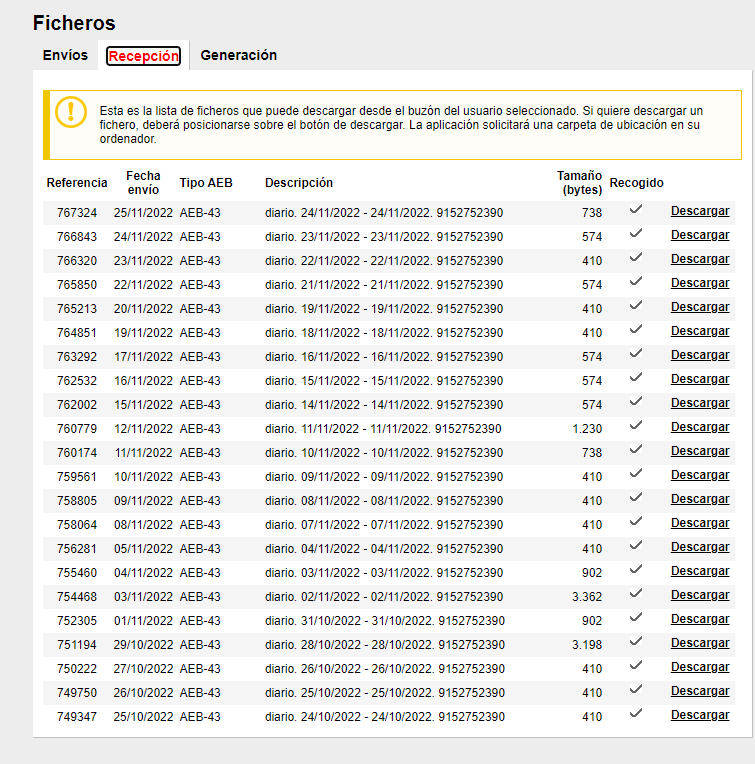 Ficheros
Envíos Recepción Generación
Esta es la lista de ficheros que puede descargar desde el buzón del usuario seleccionado. Si quiere descargar un
fichero, deberá posicionarse sobre el botón de descargar. La aplicación solicitará una carpeta de ubicación en su
ordenador.
Referencia Fecha envío Tipo AEB Descripción Tamaño (bytes) Recogido
767324 25/11/2022 AEB-43 diario. 24/11/2022 - 24/11/2022. 9152752390 738 Descargar
766843 24/11/2022 AEB-43 diario. 23/11/2022 - 23/11/2022. 9152752390 574 Descargar
766320 23/11/2022 AEB-43 diario. 22/11/2022 - 22/11/2022. 9152752390 410 Descargar
765850 22/11/2022 AEB-43 diario. 21/11/2022 - 21/11/2022. 9152752390 574 Descargar
765213 20/11/2022 AEB-43 diario. 19/11/2022 - 19/11/2022. 9152752390 410 Descargar
764851 19/11/2022 AEB-43 diario. 18/11/2022 - 18/11/2022. 9152752390 410 Descargar
763292 17/11/2022 AEB-43 diario. 16/11/2022 - 16/11/2022. 9152752390 574 Descargar
762532 16/11/2022 AEB-43 diario. 15/11/2022 - 15/11/2022. 9152752390 574 Descargar
762002 15/11/2022 AEB-43 diario. 14/11/2022 - 14/11/2022. 9152752390 574 Descargar
760779 12/11/2022 AEB-43 diario. 11/11/2022 - 11/11/2022. 9152752390 1.230 Descargar
760174 11/11/2022 AEB-43 diario. 10/11/2022 - 10/11/2022. 9152752390 738 Descargar
759561 10/11/2022 AEB-43 diario. 09/11/2022 - 09/11/2022. 9152752390 410 Descargar
758805 09/11/2022 AEB-43 diario. 08/11/2022 - 08/11/2022. 9152752390 410 Descargar
758064 08/11/2022 AEB-43 diario. 07/11/2022 - 07/11/2022. 9152752390 410 Descargar
756281 05/11/2022 AEB-43 diario. 04/11/2022 - 04/11/2022. 9152752390 410 Descargar
755460 04/11/2022 AEB-43 diario. 03/11/2022 - 03/11/2022. 9152752390 902 Descargar
754468 03/11/2022 AEB-43 diario. 02/11/2022 - 02/11/2022. 9152752390 3.362 Descargar
752305 01/11/2022 AEB-43 diario. 31/10/2022 - 31/10/2022. 9152752390 902 Descargar
751194 29/10/2022 AEB-43 diario. 28/10/2022 - 28/10/2022. 9152752390 3.198 Descargar
750222 27/10/2022 AEB-43 diario. 26/10/2022 - 26/10/2022. 9152752390 410 Descargar
749750 26/10/2022 AEB-43 diario. 25/10/2022 - 25/10/2022. 9152752390 410 Descargar
749347 25/10/2022 AEB-43 diario. 24/10/2022 - 24/10/2022. 9152752390 410 Descargar